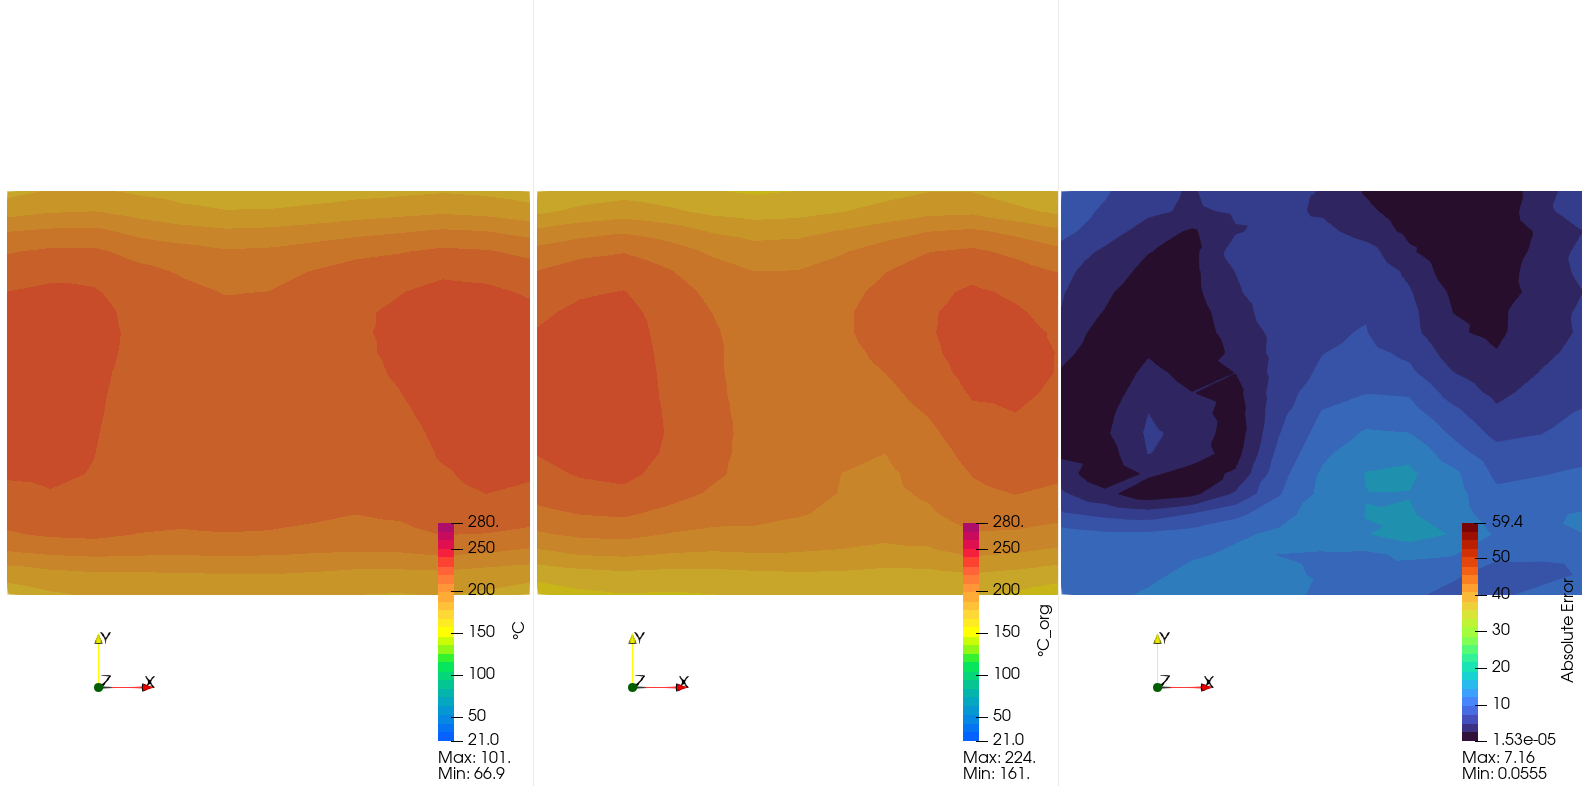 280.
250
200
150
100
50
21.0
°C
Max: 101.
Min: 66.9
Y
Z
X
280.
250
200
150
100
50
21.0
°C_org
Max: 224.
Min: 161.
Y
Z
X
59.4
50
40
30
20
10
1.53e-05
Absolute Error
Max: 7.16
Min: 0.0555
Y
Z
X